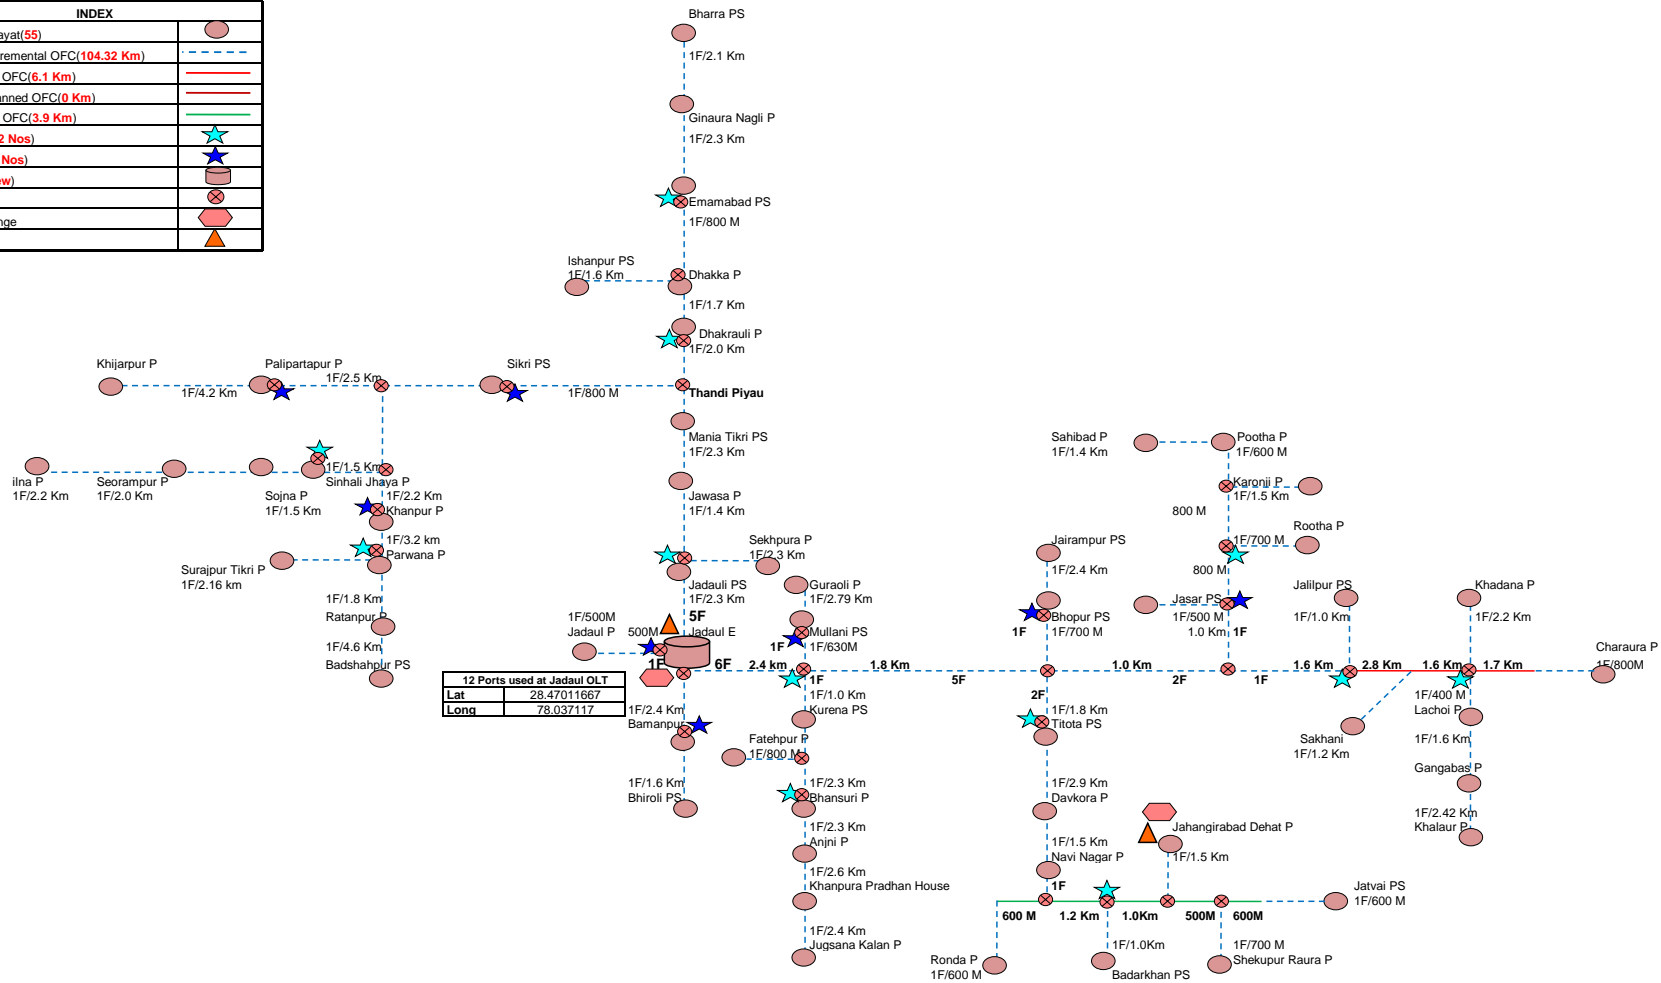 INDEX
ayat(55)
remental OFC(104.32 Km)
OFC(6.1 Km)
nned OFC(0 Km)
OFC(3.9 Km)
2 Nos)
Nos)
ew)
nge
Bharra PS
1F/2.1 Km
Ginaura Nagli P
1F/2.3 Km
Emamabad PS
1F/800 M
Ishanpur PS
1F/1.6 Km
Dhakka P
1F/1.7 Km
Dhakrauli P
1F/2.0 Km
Khijarpur P
1F/4.2 Km
Palipartapur P
1F/2.5 Km
Sikri PS
1F/800 M
Thandi Piyau
Mania Tikri PS
1F/2.3 Km
Jawasa P
1F/1.4 Km
ilna P
1F/2.2 Km
Seorampur P
1F/2.0 Km
Sojna P
1F/1.5 Km
1F/1.5 Km
Sinhali Jhaya P
1F/2.2 Km
Khanpur P
1F/3.2 km
Parwana P
Surajpur Tikri P
1F/2.16 km
1F/1.8 Km
Ratanpur P
1F/4.6 Km
Badshahpur PS
Sekhpura P
1F/2.3 Km
Jadauli PS
1F/2.3 Km
5F
1F/500M
Jadaul P
500M
Jadaul E
1F
6F
12 Ports used at Jadaul OLT
Lat 28.47011667
Long 78.037117
1F/2.4 Km
Bamanpur
1F/1.6 Km
Bhiroli PS
Guraoli P
1F/2.79 Km
Mullani PS
1F
1F/630M
2.4 km
1F
1F/1.0 Km
Kurena PS
Fatehpur P
1F/800 M
1F/2.3 Km
Bhansuri P
1F/2.3 Km
Anjni P
1F/2.6 Km
Khanpura Pradhan House
1F/2.4 Km
Jugsana Kalan P
1.8 Km
5F
Jairampur PS
1F/2.4 Km
Bhopur PS
1F
1F/700 M
2F
1F/1.8 Km
Titota PS
1F/2.9 Km
Davkora P
1F/1.5 Km
Navi Nagar P
1F
1.0 Km
2F
Sahibad P
1F/1.4 Km
Pootha P
1F/600 M
Karonji P
1F/1.5 Km
800 M
Rootha P
1F/700 M
800 M
Jasar PS
1F/500 M
1.0 Km
1F
1F
1.6 Km
Jalilpur PS
1F/1.0 Km
2.8 Km
Sakhani
1F/1.2 Km
Khadana P
1F/2.2 Km
1.6 Km
1.7 Km
Charaura P
1F/800M
1F/400 M
Lachoi P
1F/1.6 Km
Gangabas P
1F/2.42 Km
Khalaur P
Jahangirabad Dehat P
1F/1.5 Km
600 M
1.2 Km
1.0Km
500M
600M
Jatvai PS
1F/600 M
Ronda P
1F/600 M
1F/1.0Km
Badarkhan PS
1F/700 M
Shekupur Raura P